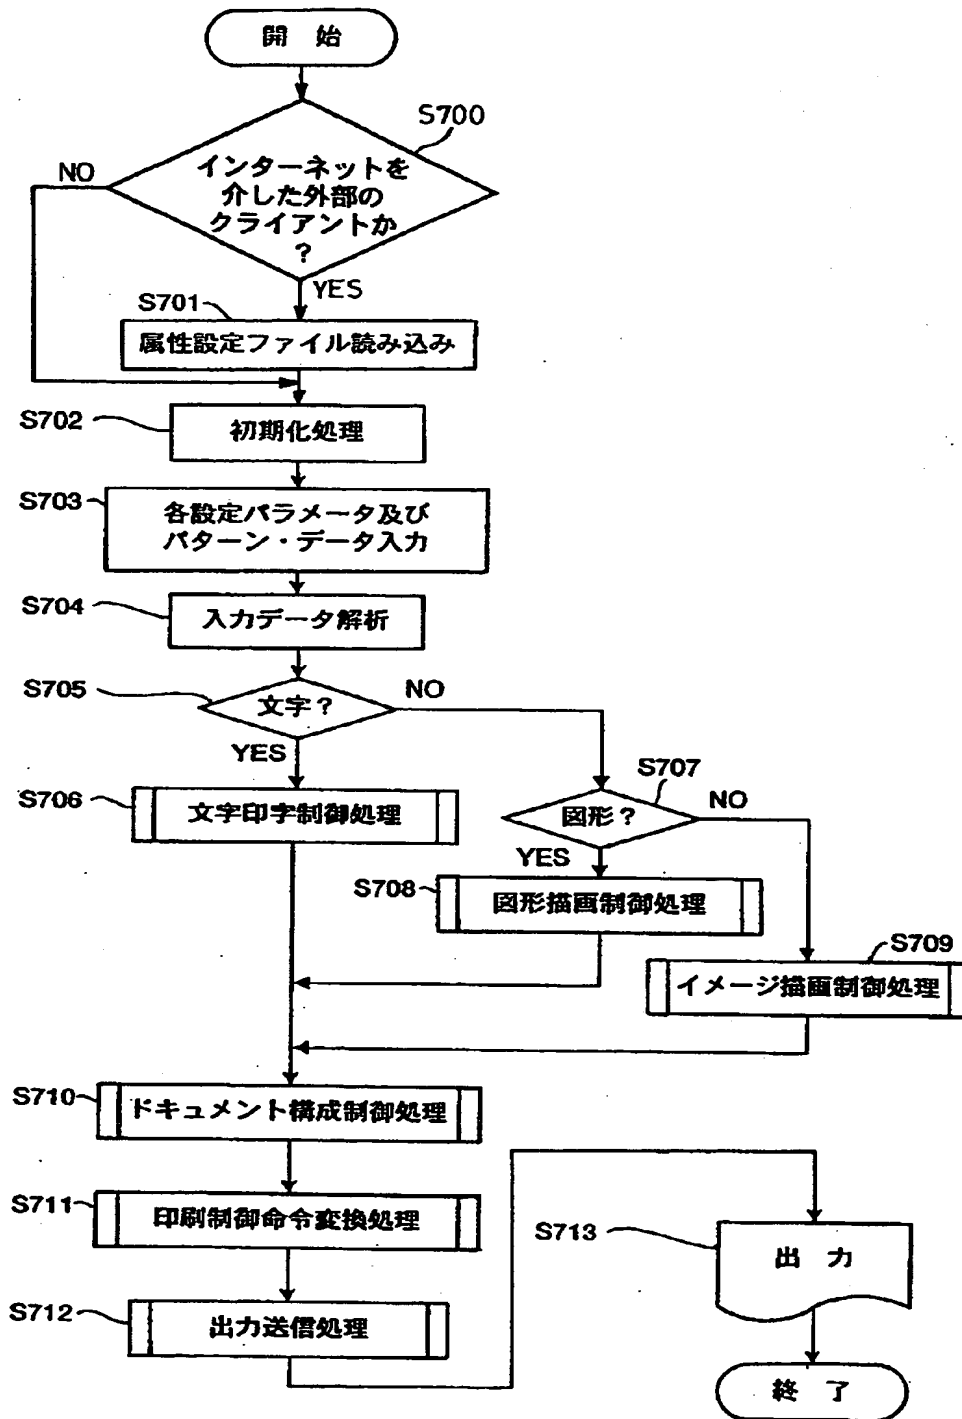 開 始
S700
インターネットを
介した外部の
クライアントか
?
NO
YES
S701
属性設定ファイル読み込み
S702
初期化処理
S703
各設定パラメータ及び
パターン・データ入力
S704
入力データ解析
S705
文字?
NO
YES
S706
文字印字制御処理
S707
図形?
NO
YES
S708
図形描画制御処理
S709
イメージ描画制御処理
S710
ドキュメント構成制御処理
S711
印刷制御命令変換処理
S712
出力送信処理
S713
出 力
終 了